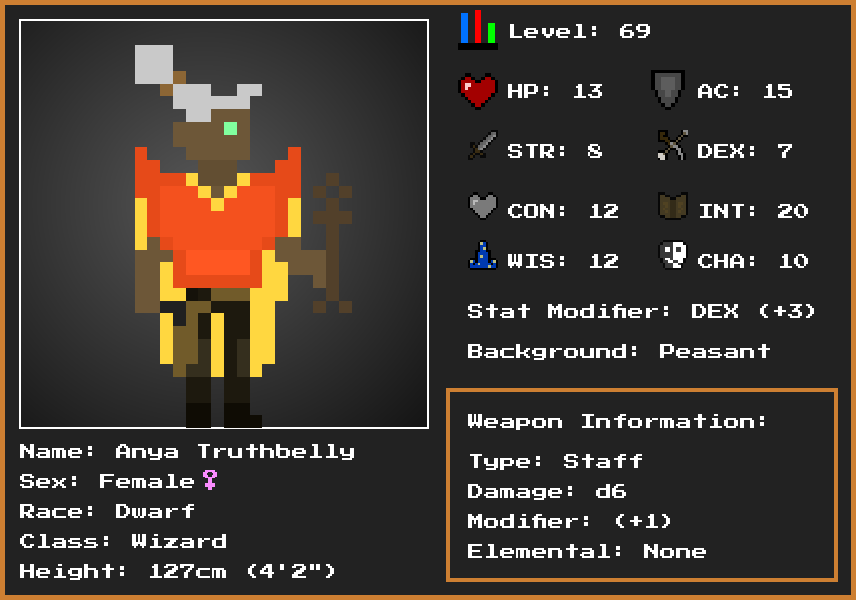 Level: 69
HP: 13 AC: 15
STR: 8 DEX: 7
CON: 12 INT: 20
WIS: 12 CHA: 10
Stat Modifier: DEX (+3)
Background: Peasant
Weapon Information:
Type: Staff
Damage: d6
Modifier: (+1)
Elemental: None
Name: Anya Truthbelly
Sex: Female♀
Race: Dwarf
Class: Wizard
Height: 127cm (4'2")